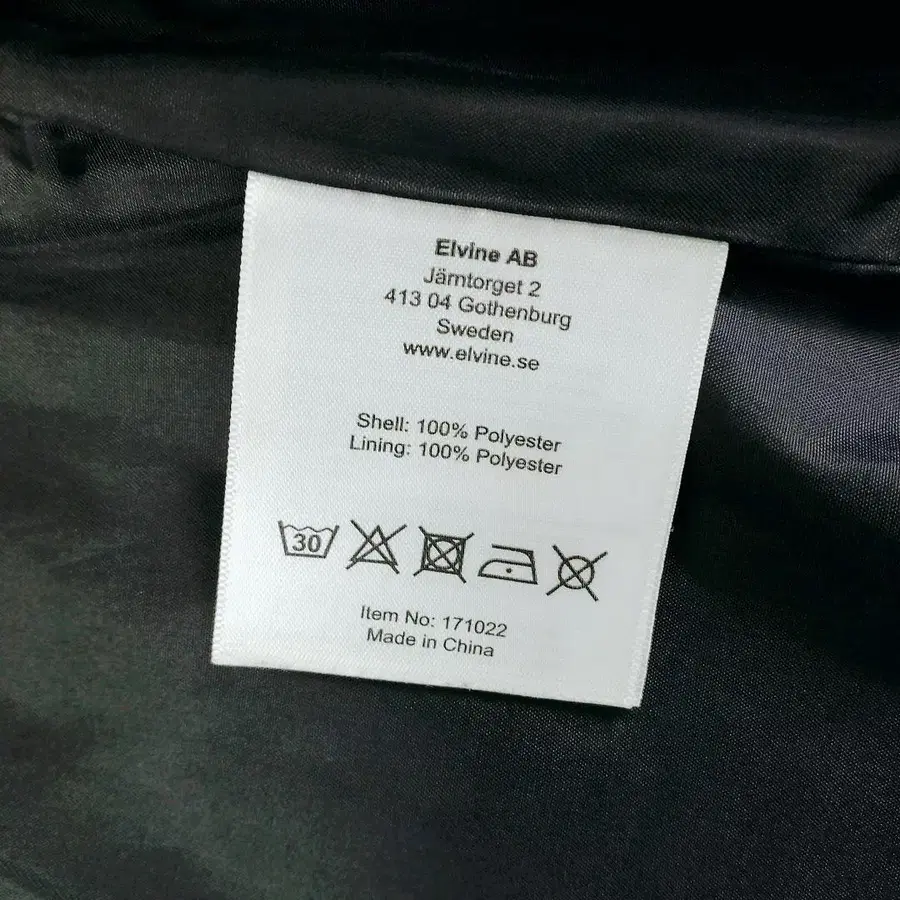 Elvine AB
Järntorget 2
413 04 Gothenburg
Sweden
www.elvine.se
Shell: 100% Polyester
Lining: 100% Polyester
30
Item No: 171022
Made in China